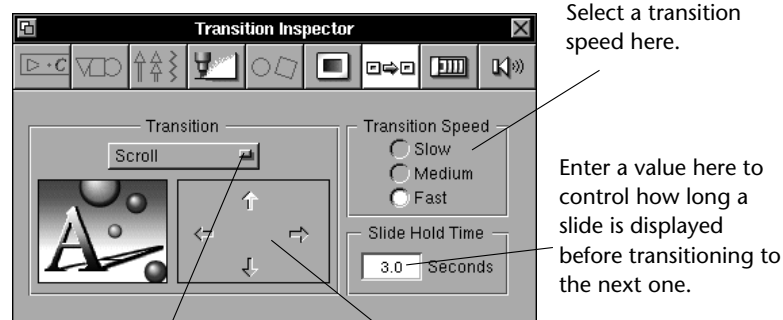 Select a transition
speed here.
Transition Inspector
C
Transition
Scroll
A
Transition Speed
Slow
Medium
Fast
Slide Hold Time
3.0 Seconds
Enter a value here to
control how long a
slide is displayed
before transitioning to
the next one.